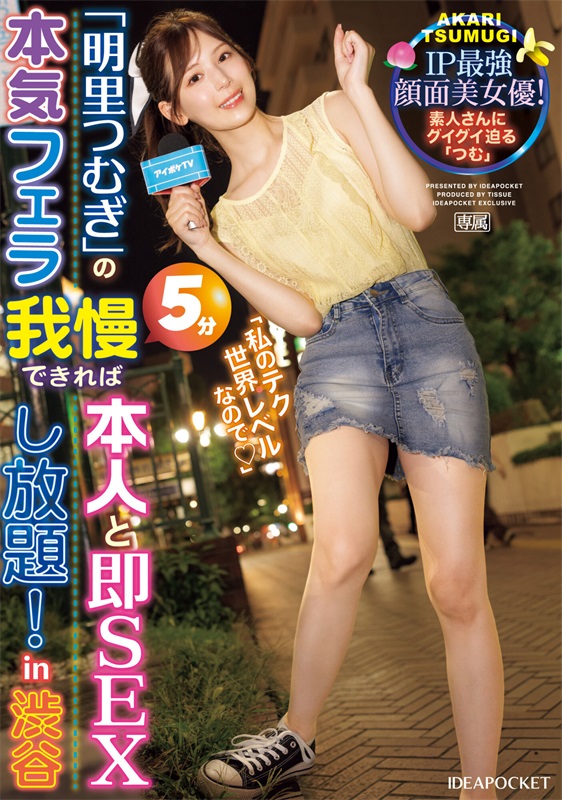 「明里つむぎ」の
本気フェラ
5分
我慢
できれば
本人と即SEX
し放題！in渋谷
AKARI
TSUMUGI
IP最強
顔面美女優！
素人さんに
グイグイ迫る
「つむ」
PRESENTED BY IDEAPOCKET
PRODUCED BY TISSUE
IDEAPOCKET EXCLUSIVE
専属
アイポケTV
「私のテク
世界レベル
なので♡」
IDEAPOCKET